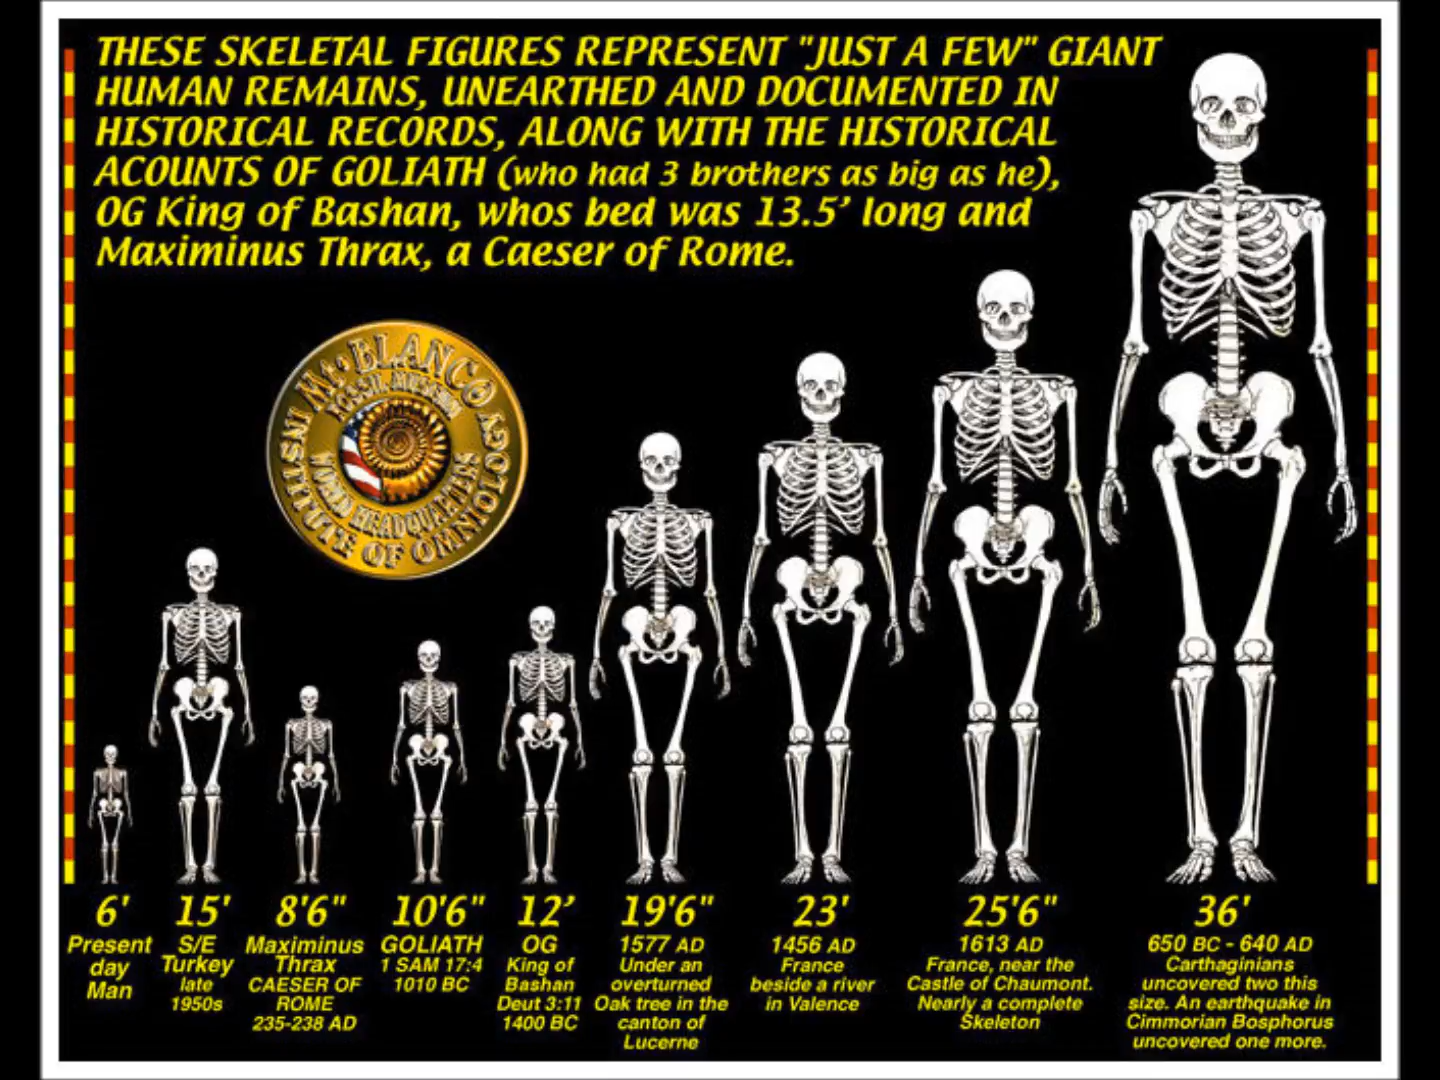 THESE SKELETAL FIGURES REPRESENT "JUST A FEW" GIANT
HUMAN REMAINS, UNEARTHED AND DOCUMENTED IN
HISTORICAL RECORDS, ALONG WITH THE HISTORICAL
ACOUNTS OF GOLIATH (who had 3 brothers as big as he),
OG King of Bashan, whos bed was 13.5’ long and
Maximinus Thrax, a Caeser of Rome.
Mt. BLANCO
FOSSIL MUSEUM
WORLD HEADQUARTERS
INSTITUTE OF OMNIOLOGY
6'
Present
day
Man
15'
S/E
Turkey
late
1950s
8'6"
Maximinus
Thrax
CAESER OF
ROME
235-238 AD
10'6"
GOLIATH
1 SAM 17:4
1010 BC
12’
OG
King of
Bashan
Deut 3:11
1400 BC
19'6"
1577 AD
Under an
overturned
Oak tree in the
canton of
Lucerne
23'
1456 AD
France
beside a river
in Valence
25'6"
1613 AD
France, near the
Castle of Chaumont.
Nearly a complete
Skeleton
36'
650 BC - 640 AD
Carthaginians
uncovered two this
size. An earthquake in
Cimmorian Bosphorus
uncovered one more.